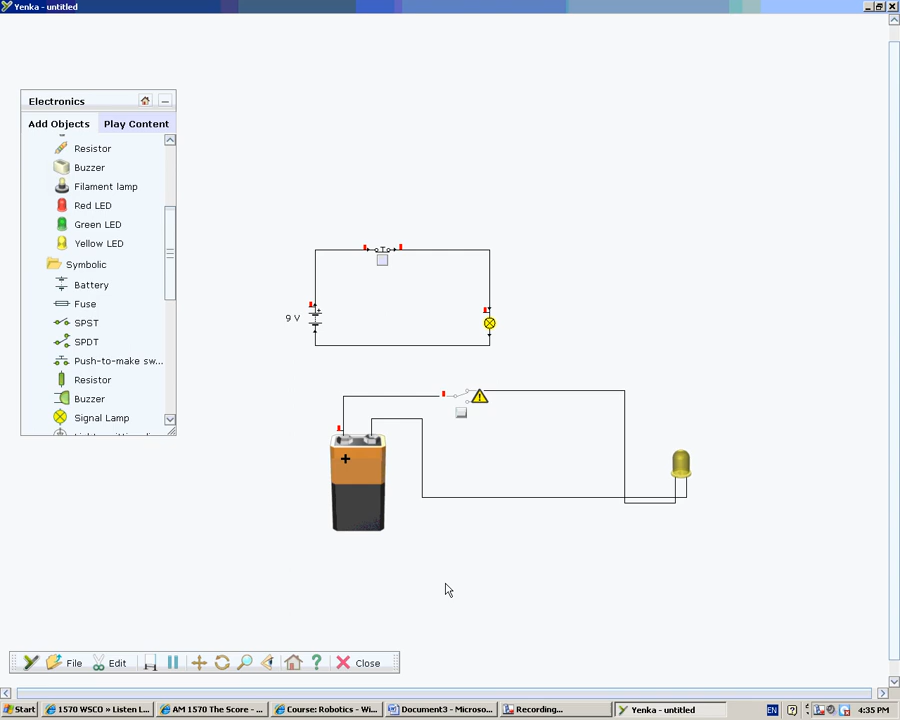 Yenka - untitled
Electronics
Add Objects Play Content
Resistor
Buzzer
Filament lamp
Red LED
Green LED
Yellow LED
Symbolic
Battery
Fuse
SPST
SPDT
Push-to-make sw...
Resistor
Buzzer
Signal Lamp
9 V
+
File Edit Close
Start 1570 WSCO » Listen L... AM 1570 The Score - ... Course: Robotics - Wi... Document3 - Microso... Recording... Yenka - untitled EN 4:35 PM